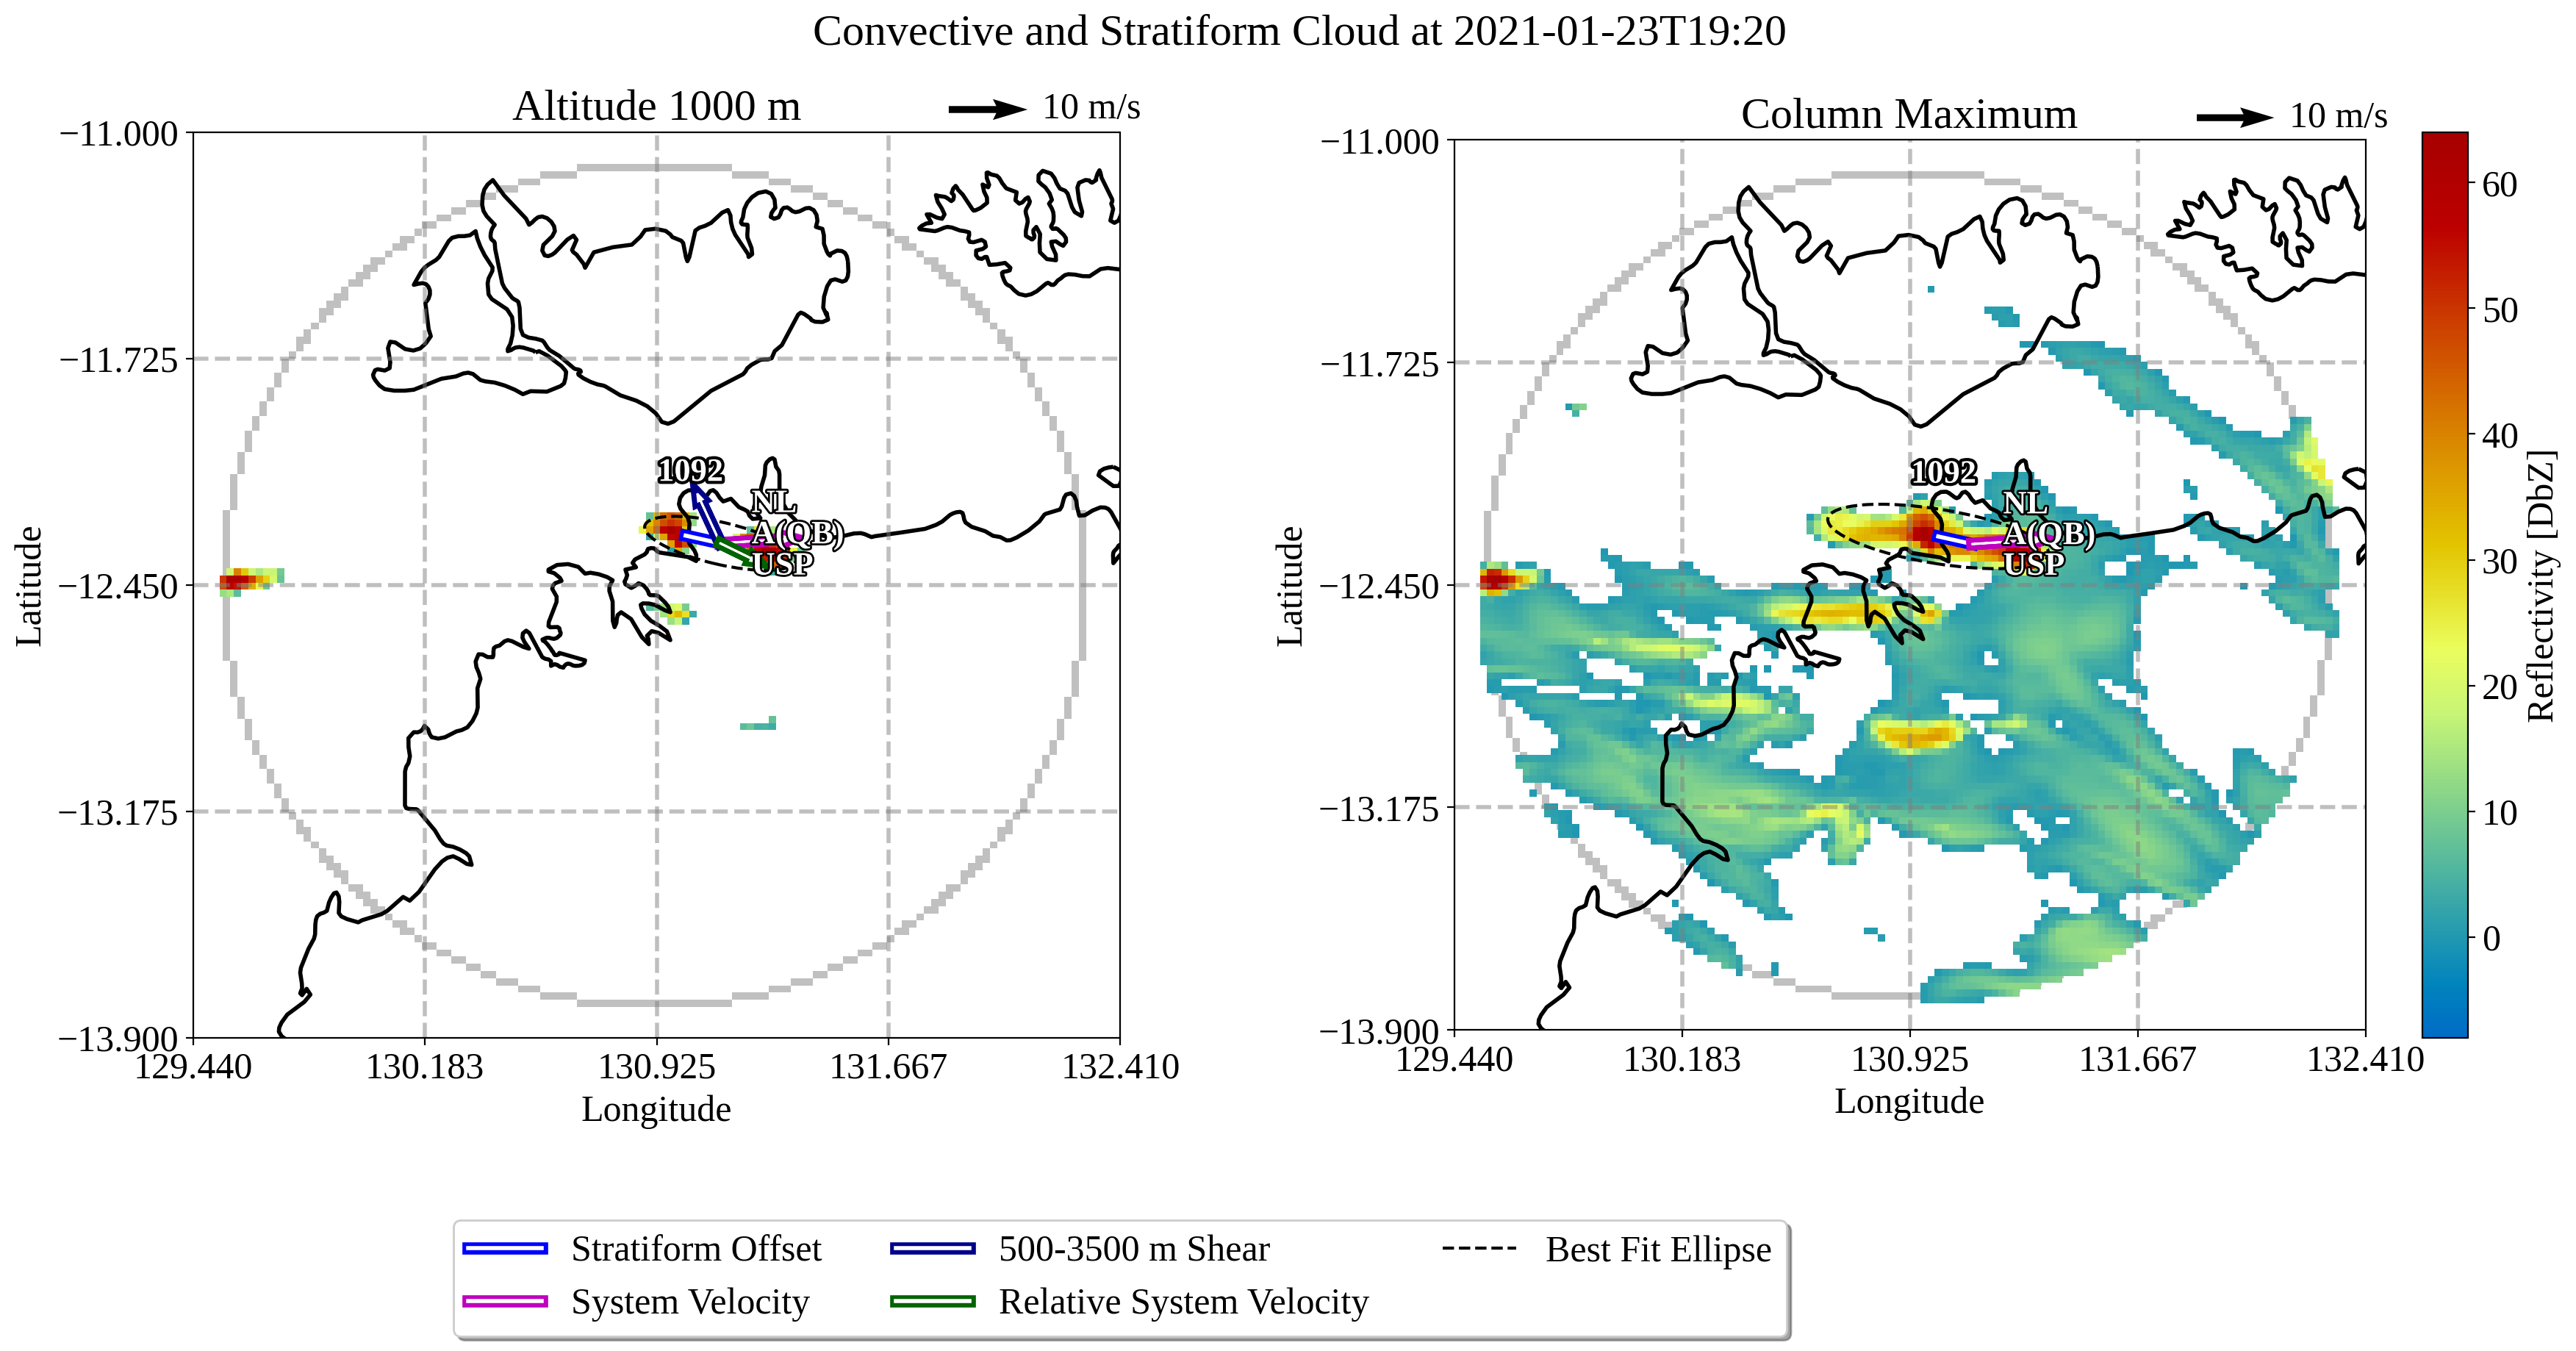 Convective and Stratiform Cloud at 2021-01-23T19:20
Altitude 1000 m
10 m/s
−11.000
−11.725
−12.450
−13.175
−13.900
Latitude
129.440
130.183
130.925
131.667
132.410
Longitude
1092
NL
A(QB)
USP
Column Maximum
10 m/s
−11.000
−11.725
−12.450
−13.175
−13.900
Latitude
129.440
130.183
130.925
131.667
132.410
Longitude
1092
NL
A(QB)
USP
60
50
40
30
20
10
0
Reflectivity [DbZ]
Stratiform Offset
System Velocity
500-3500 m Shear
Relative System Velocity
Best Fit Ellipse